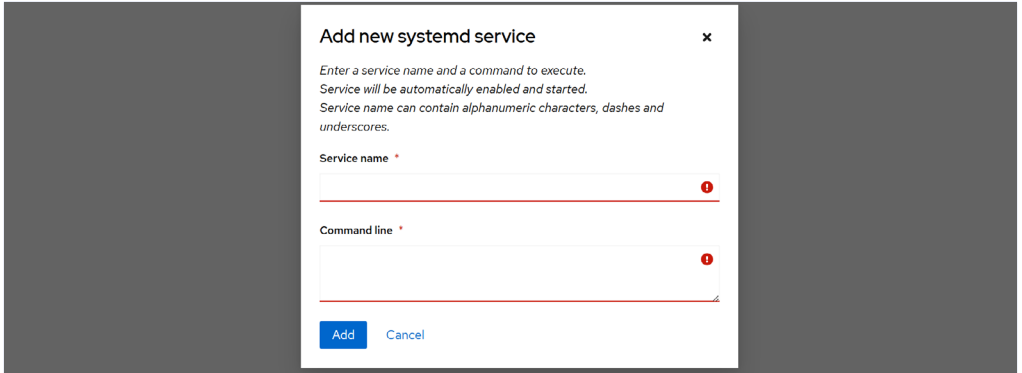 Add new systemd service
Enter a service name and a command to execute.
Service will be automatically enabled and started.
Service name can contain alphanumeric characters, dashes and
underscores.
Service name *
Command line *
Add Cancel